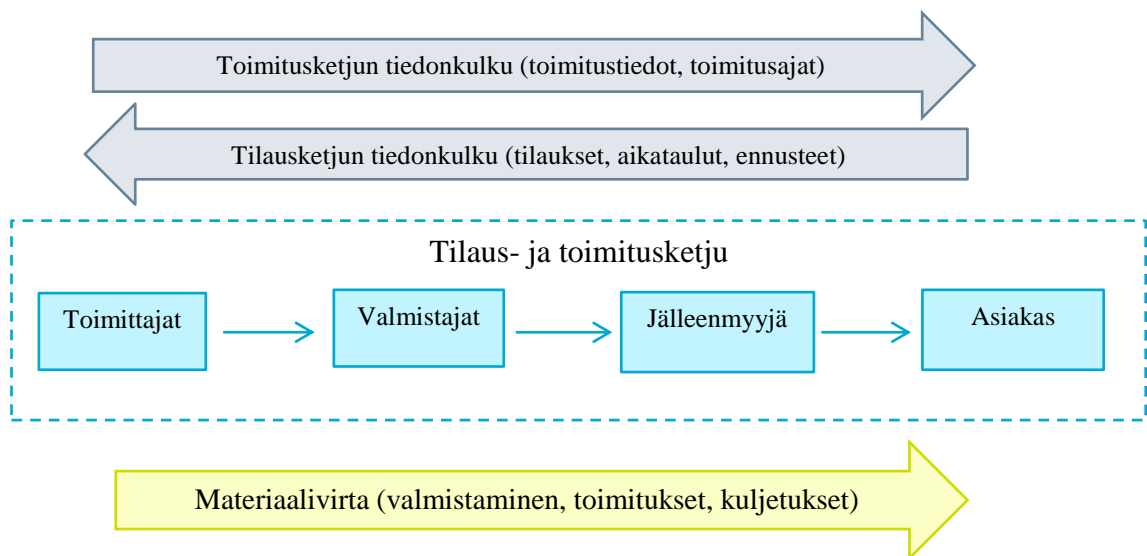 Toimitusketjun tiedonkulku (toimitustiedot, toimitusajat)
Tilausketjun tiedonkulku (tilaukset, aikataulut, ennusteet)
Tilaus- ja toimitusketju
Toimittajat
Valmistajat
Jälleenmyyjä
Asiakas
Materiaalivirta (valmistaminen, toimitukset, kuljetukset)